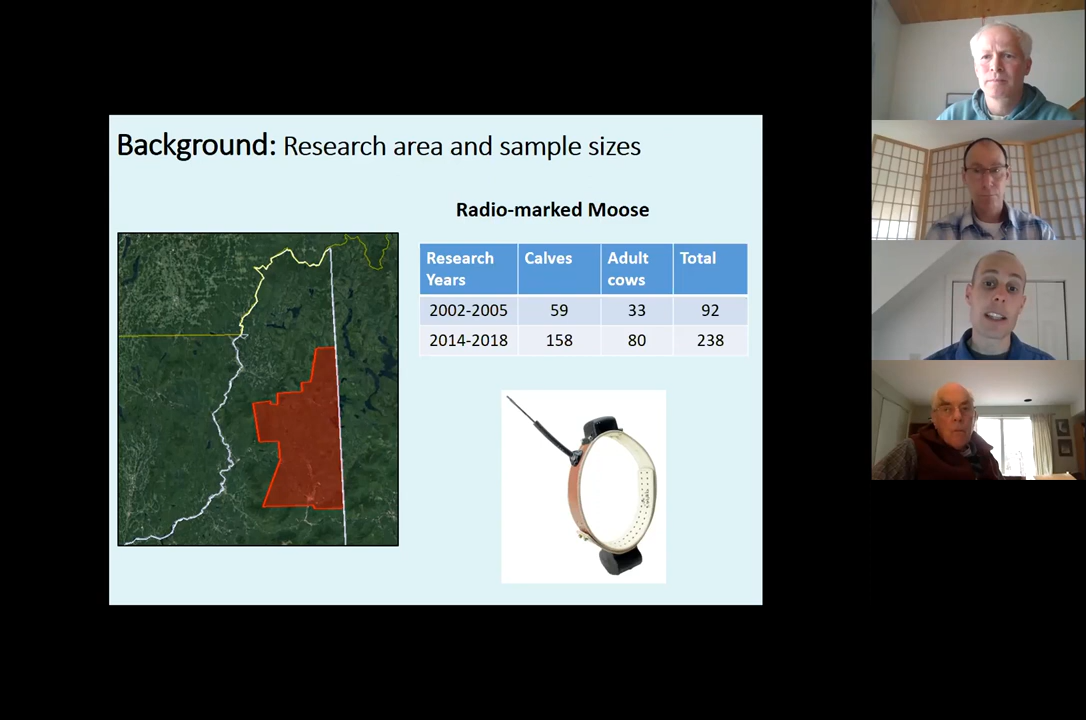 Background: Research area and sample sizes
Radio-marked Moose
Research Years Calves Adult cows Total
2002-2005 59 33 92
2014-2018 158 80 238